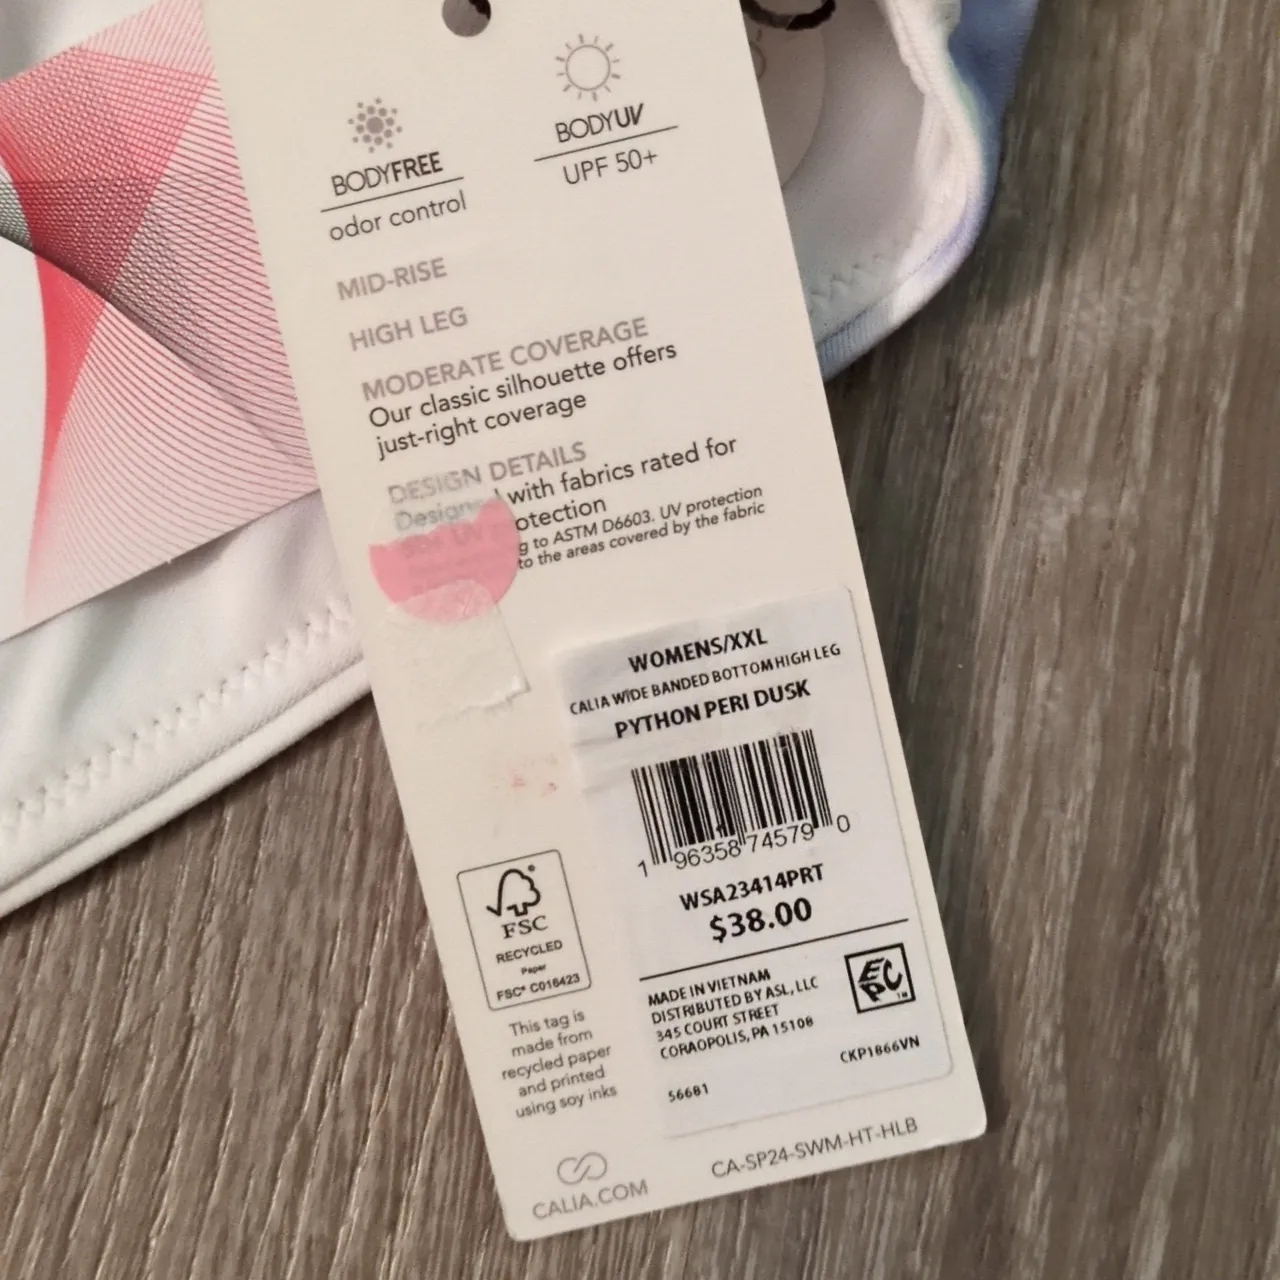 BODYFREE
odor control
BODYUV
UPF 50+
MID-RISE
HIGH LEG
MODERATE COVERAGE
Our classic silhouette offers
just-right coverage
DESIGN DETAILS
Designed with fabrics rated for
otection
g to ASTM D6603. UV protection
to the areas covered by the fabric
WOMENS/XXL
CALIA WIDE BANDED BOTTOM HIGH LEG
PYTHON PERI DUSK
1 96358 74579 0
WSA23414PRT
$38.00
MADE IN VIETNAM
DISTRIBUTED BY ASL, LLC
345 COURT STREET
CORAOPOLIS, PA 15108
EPC™
CKP1866VN
56681
FSC
RECYCLED
Paper
FSC® C016423
This tag is
made from
recycled paper
and printed
using soy inks
CALIA.COM
CA-SP24-SWM-HT-HLB